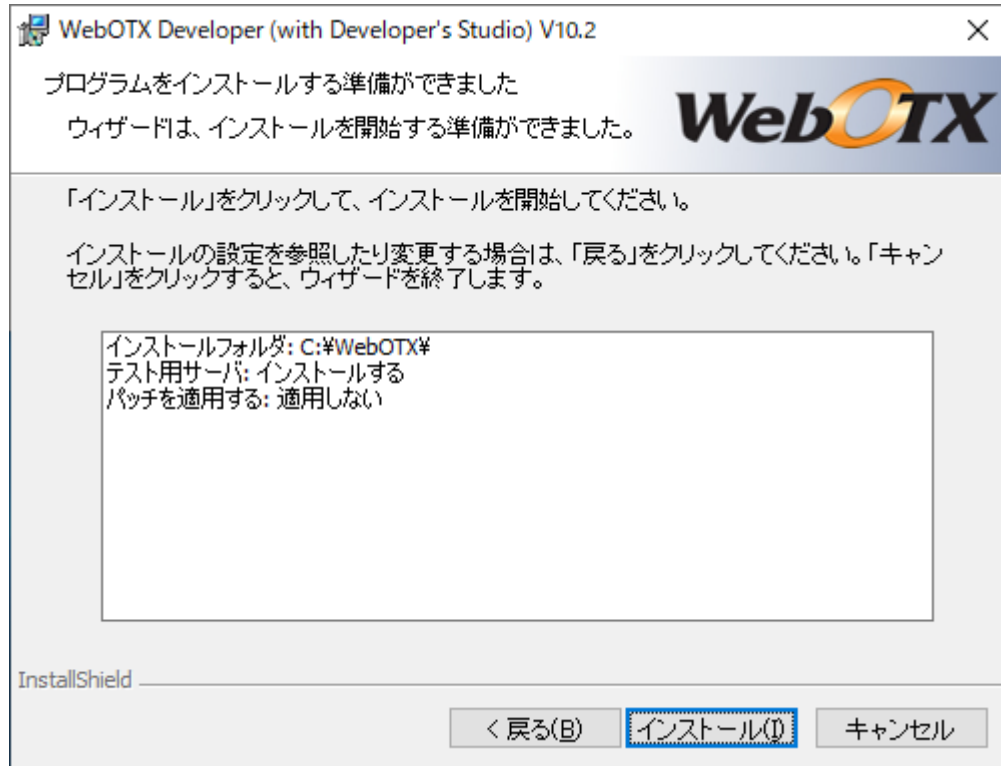 WebOTX Developer (with Developer's Studio) V10.2
プログラムをインストールする準備ができました
ウィザードは、インストールを開始する準備ができました。
WebOTX
「インストール」をクリックして、インストールを開始してください。
インストールの設定を参照したり変更する場合は、「戻る」をクリックしてください。「キャン
セル」をクリックすると、ウィザードを終了します。
インストールフォルダ: C:¥WebOTX¥
テスト用サーバ: インストールする
パッチを適用する: 適用しない
InstallShield
< 戻る(B)
インストール(I)
キャンセル